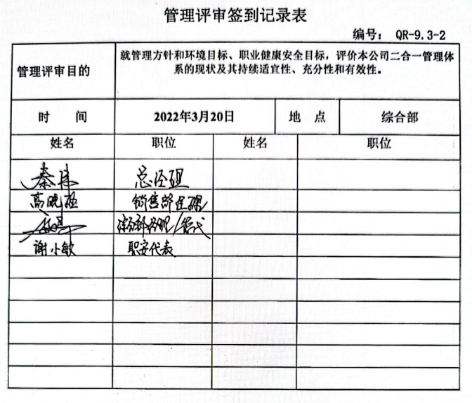 管理评审签到记录表
编号: QR-9.3-2
管理评审目的
就管理方针和环境目标、职业健康安全目标，评价本公司二合一管理体
系的现状及其持续适宜性、充分性和有效性。
时 间 2022年3月20日 地 点 综合部
姓名 职位 姓名 职位
秦伟 总经理
高晓强 销售部经理
综合部经理/管代
谢小敏 职安代表